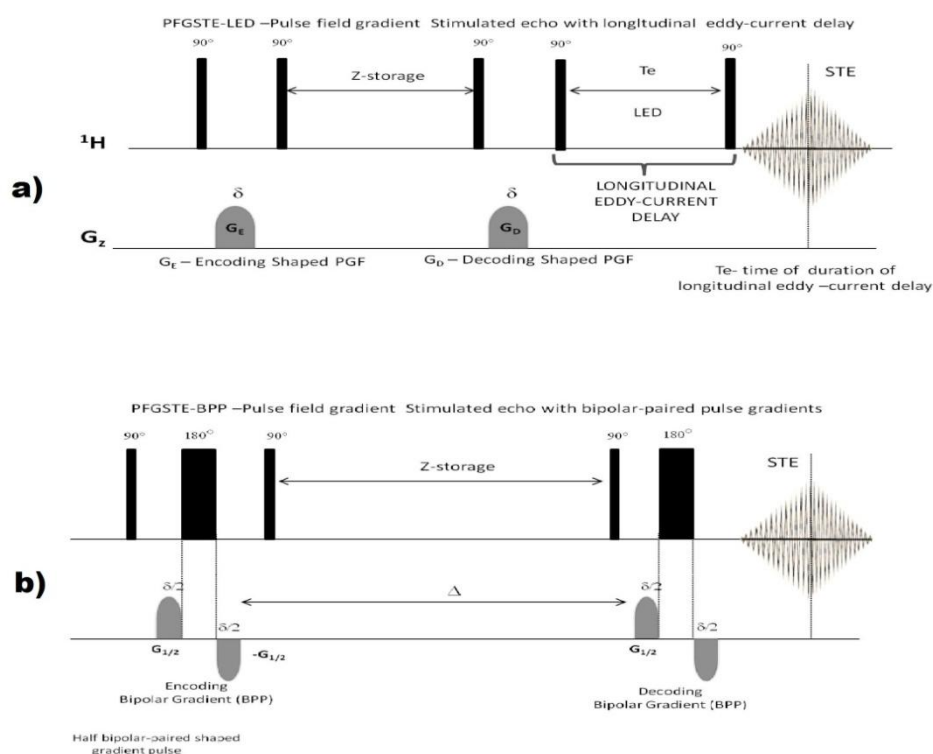 PFGSTE-LED –Pulse field gradient Stimulated echo with longltudinal eddy-current delay
90° 90° 90° 90° 90°
Z-storage
Te
STE
LED
¹H
a)
LONGITUDINAL
EDDY-CURRENT
DELAY
δ δ
G_E G_D
G_z
G_E – Encoding Shaped PGF G_D – Decoding Shaped PGF
Te- time of duration of
longitudinal eddy –current delay
PFGSTE-BPP –Pulse field gradient Stimulated echo with bipolar-paired pulse gradients
90° 180° 90° 90° 180°
Z-storage
STE
b)
δ/2 δ/2
Δ
δ/2 δ/2
G1/2 -G1/2 G1/2
Encoding
Bipolar Gradient (BPP)
Decoding
Bipolar Gradient (BPP)
Half bipolar-paired shaped
gradient pulse